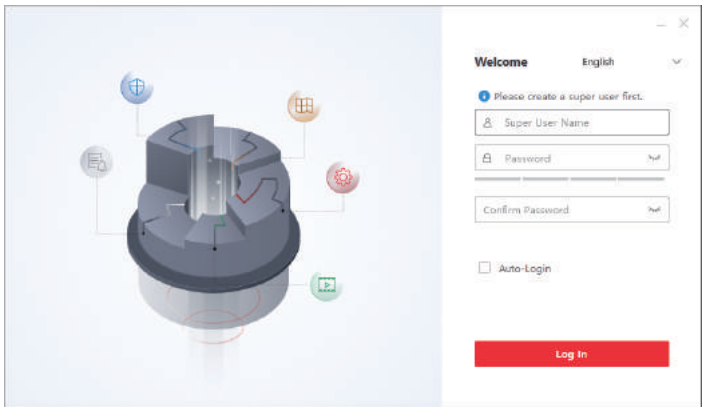 Welcome English
Please create a super user first.
Super User Name
Password
Confirm Password
Auto-Login
Log In